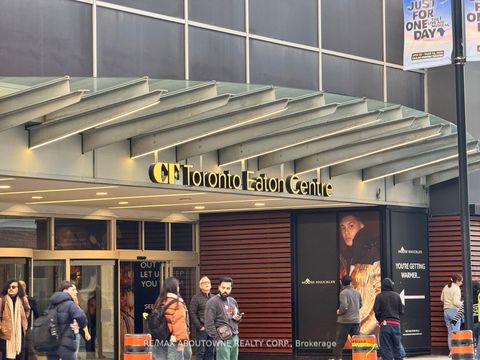 JUST FOR
ONE
DAY
CF Toronto Eaton Centre
OUT
LET U
MOOSE KNUCKLES
MOOSE KNUCKLES
YOU'RE
GETTING
WARMER
© RE/MAX ABOUTOWNE REALTY CORP., Brokerage